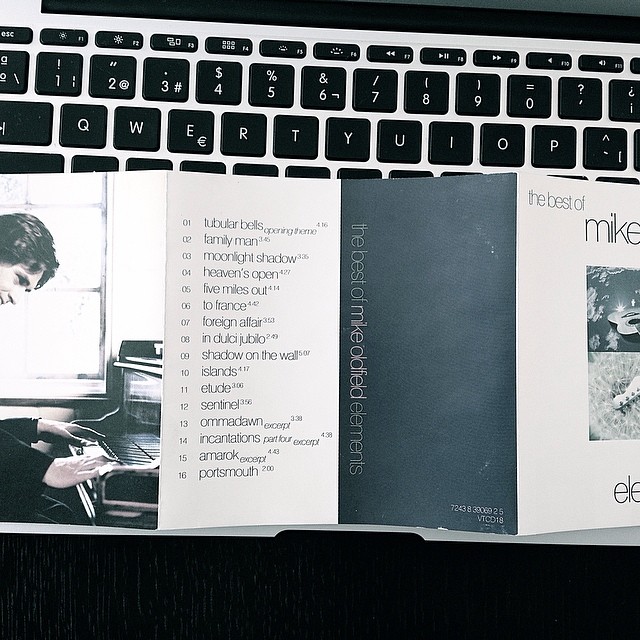 esc F1 F2 F3 F4 F5 F6 F7 F8 F9 F10 F11
! 1 " 2 @ · 3 # $ 4 % 5 & 6 ¬ / 7 ( 8 ) 9 = 0 ? '
Q W E € R T Y U I O P ^ [
01 tubular bells opening theme 4.16
02 family man 3.45
03 moonlight shadow 3.35
04 heaven's open 4.27
05 five miles out 4.14
06 to france 4.42
07 foreign affair 3.53
08 in dulci jubilo 2.49
09 shadow on the wall 5.07
10 islands 4.17
11 etude 3.06
12 sentinel 3.56
13 ommadawn excerpt 3.38
14 incantations part four excerpt 4.38
15 amarok excerpt 4.43
16 portsmouth 2.00
the best of mike oldfield elements
7243 8 39069 2 5
VTCD18
the best of
mike
ele